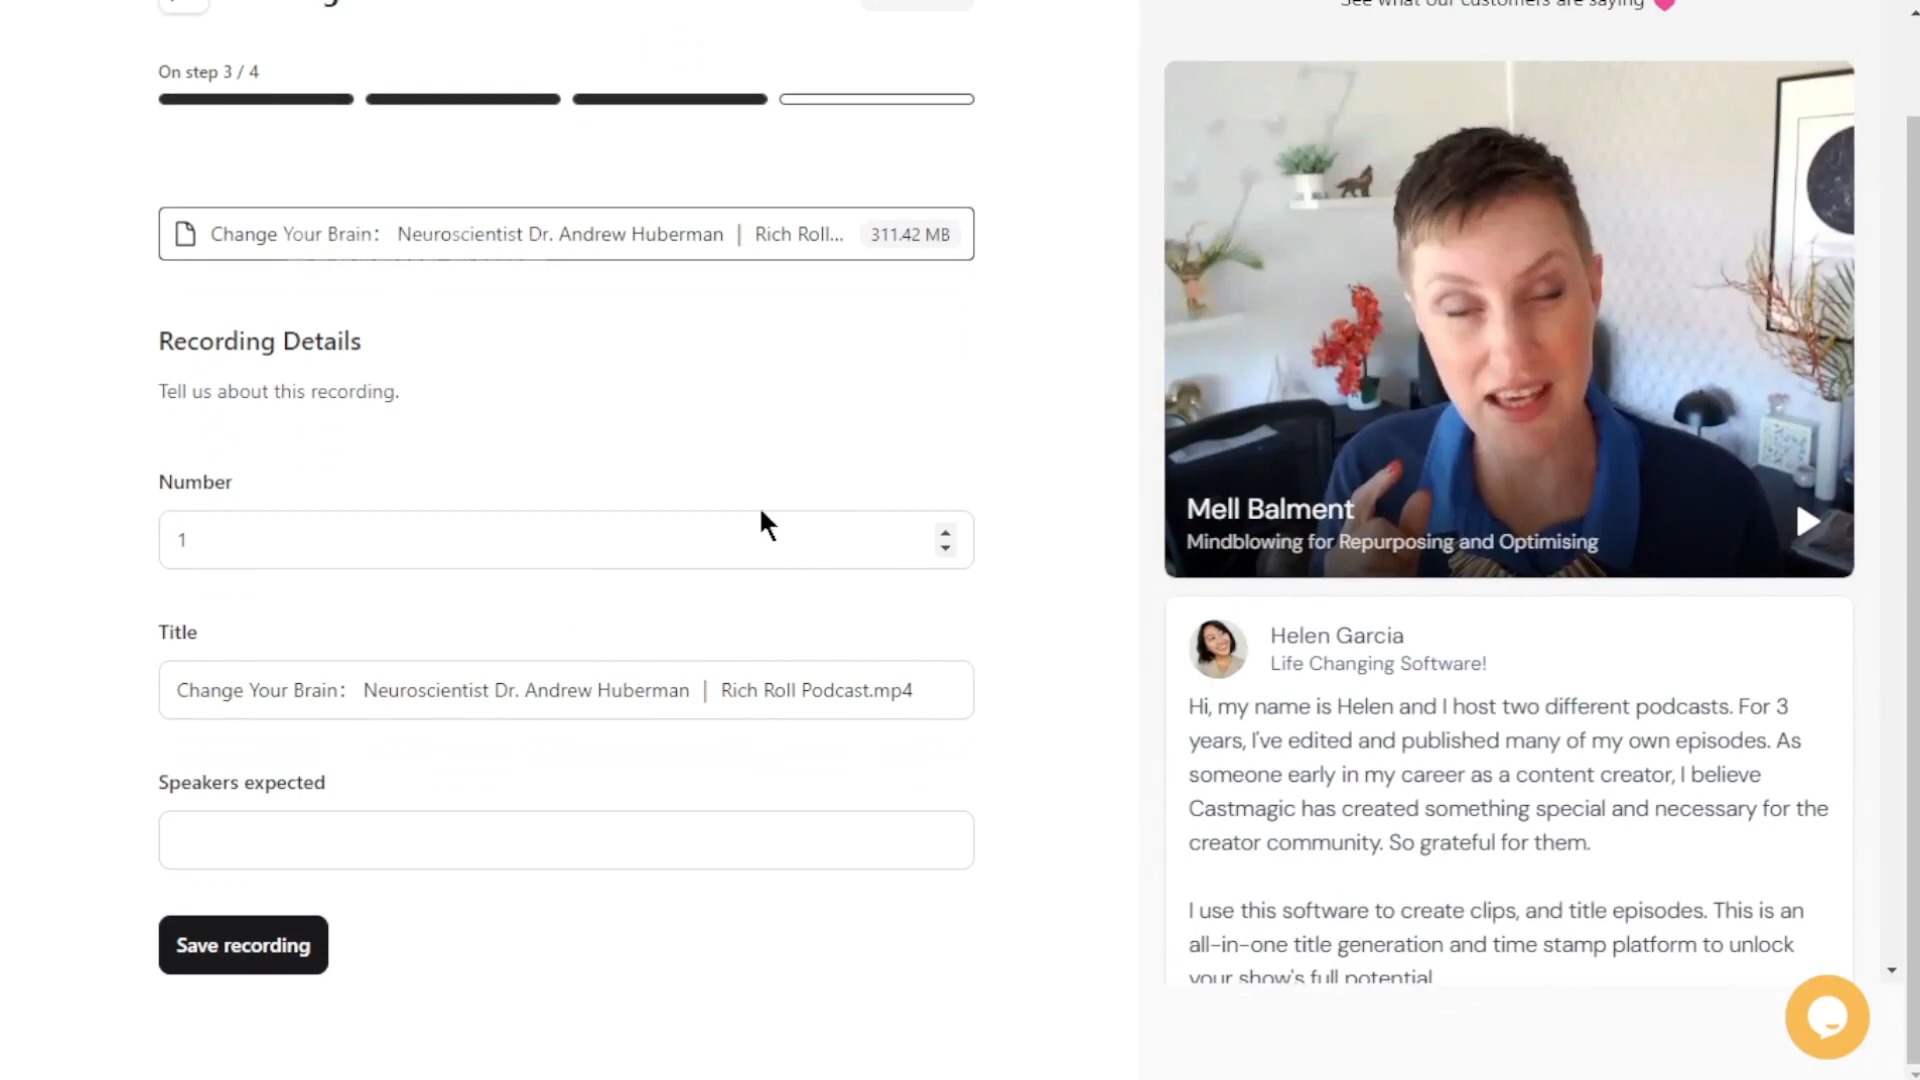 See what our customers are saying
On step 3 / 4
Change Your Brain： Neuroscientist Dr. Andrew Huberman | Rich Roll... 311.42 MB
Recording Details
Tell us about this recording.
Number
1
Title
Change Your Brain： Neuroscientist Dr. Andrew Huberman | Rich Roll Podcast.mp4
Speakers expected
Save recording
Mell Balment
Mindblowing for Repurposing and Optimising
Helen Garcia
Life Changing Software!
Hi, my name is Helen and I host two different podcasts. For 3
years, I've edited and published many of my own episodes. As
someone early in my career as a content creator, I believe
Castmagic has created something special and necessary for the
creator community. So grateful for them.
I use this software to create clips, and title episodes. This is an
all-in-one title generation and time stamp platform to unlock
your show's full potential